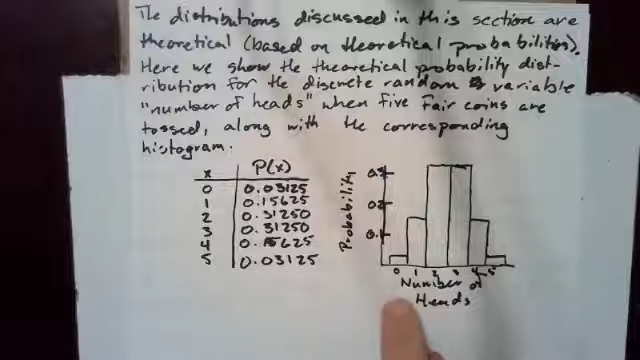 The distributions discussed in this section are
theoretical (based on theoretical probabilities).
Here we show the theoretical probability dist-
ribution for the discrete random variable
"number of heads" when five fair coins are
tossed, along with the corresponding
histogram.
x P(x)
0 0.03125
1 0.15625
2 0.31250
3 0.31250
4 0.15625
5 0.03125
Probability
0.3
0.2
0.1
0 1 2 3 4 5
Number of
Heads